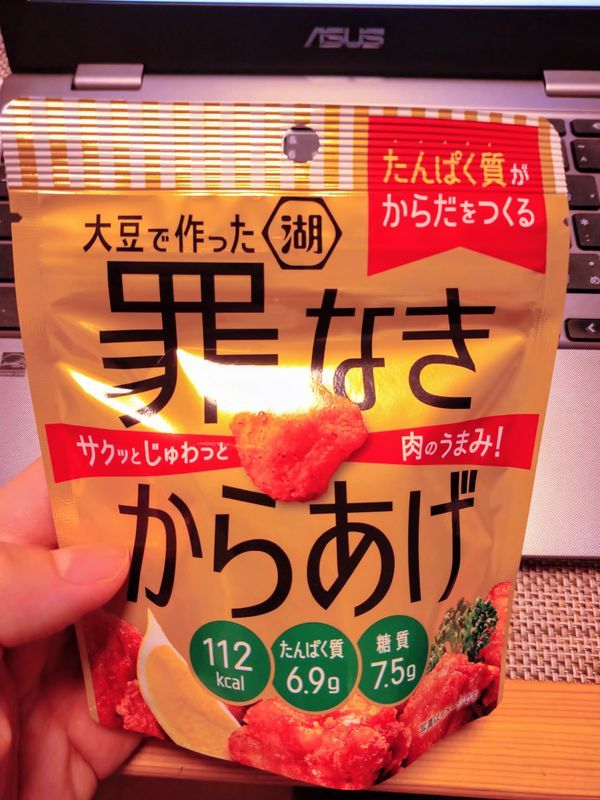 ASUS
たんぱく質が
からだをつくる
大豆で作った 湖
罪なき
サクッとじゅわっと 肉のうまみ!
からあげ
112 kcal
たんぱく質 6.9g
糖質 7.5g